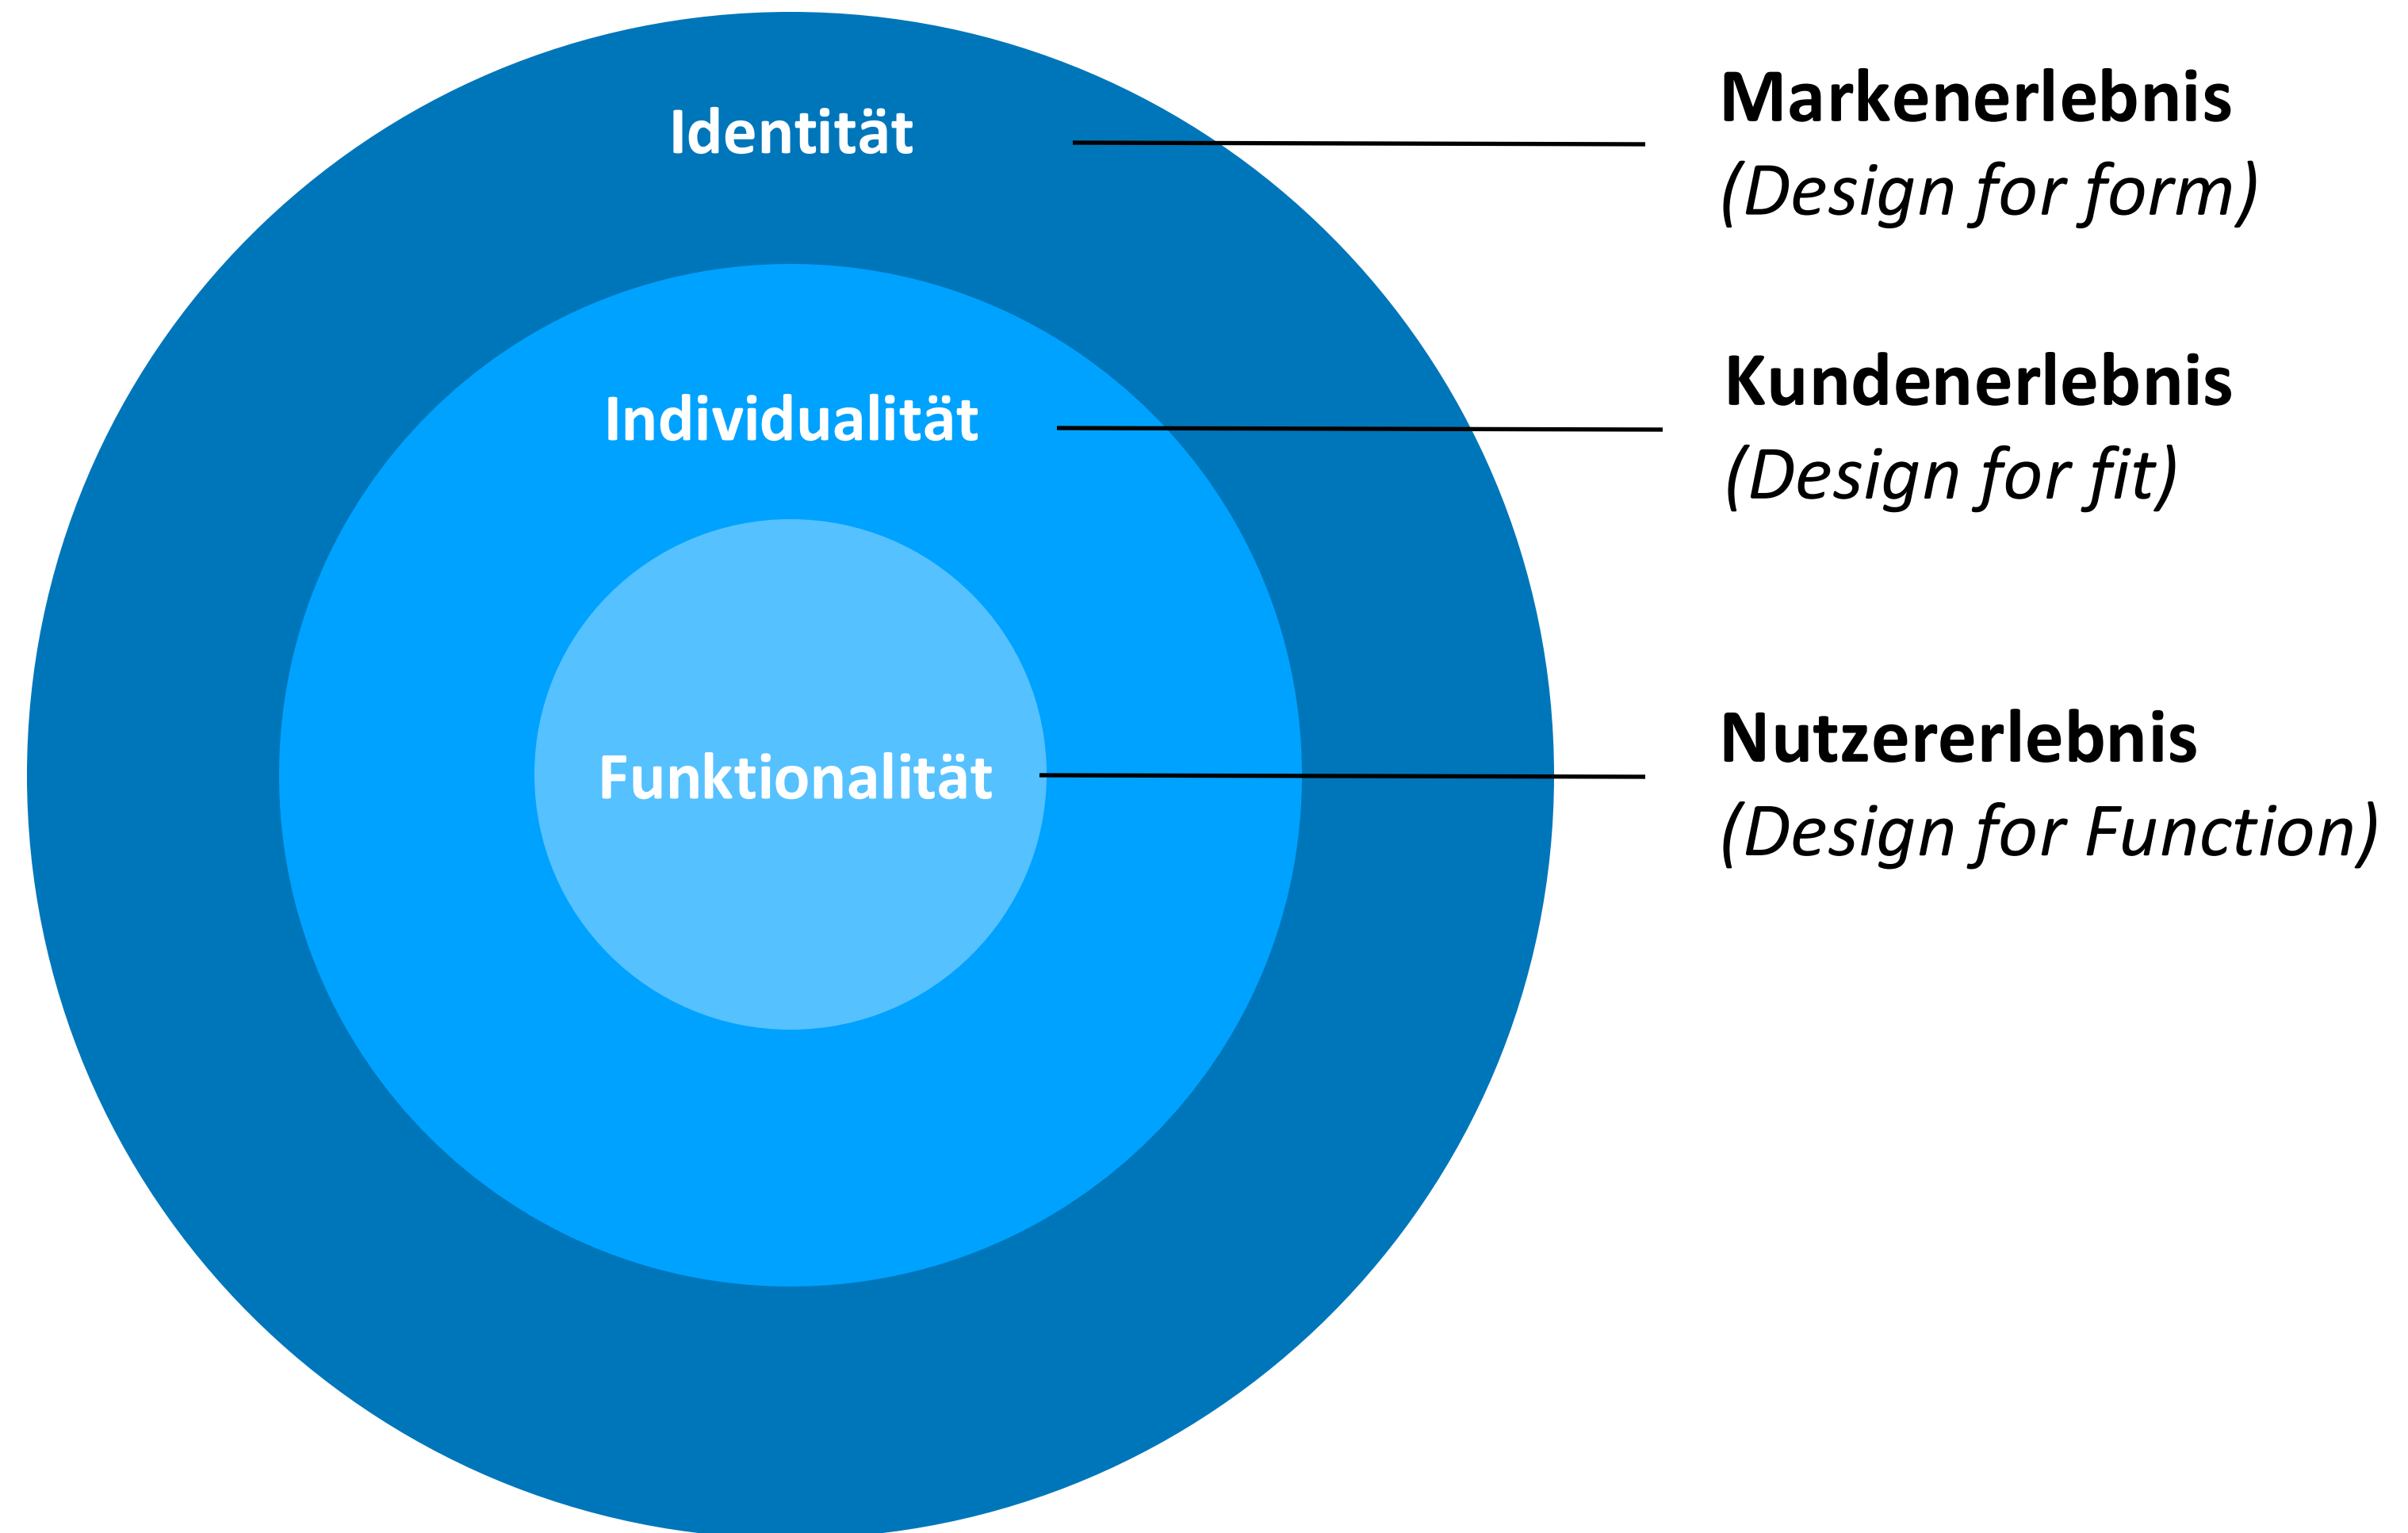 Identität
Markenerlebnis
(Design for form)
Individualität
Kundenerlebnis
(Design for fit)
Funktionalität
Nutzererlebnis
(Design for Function)